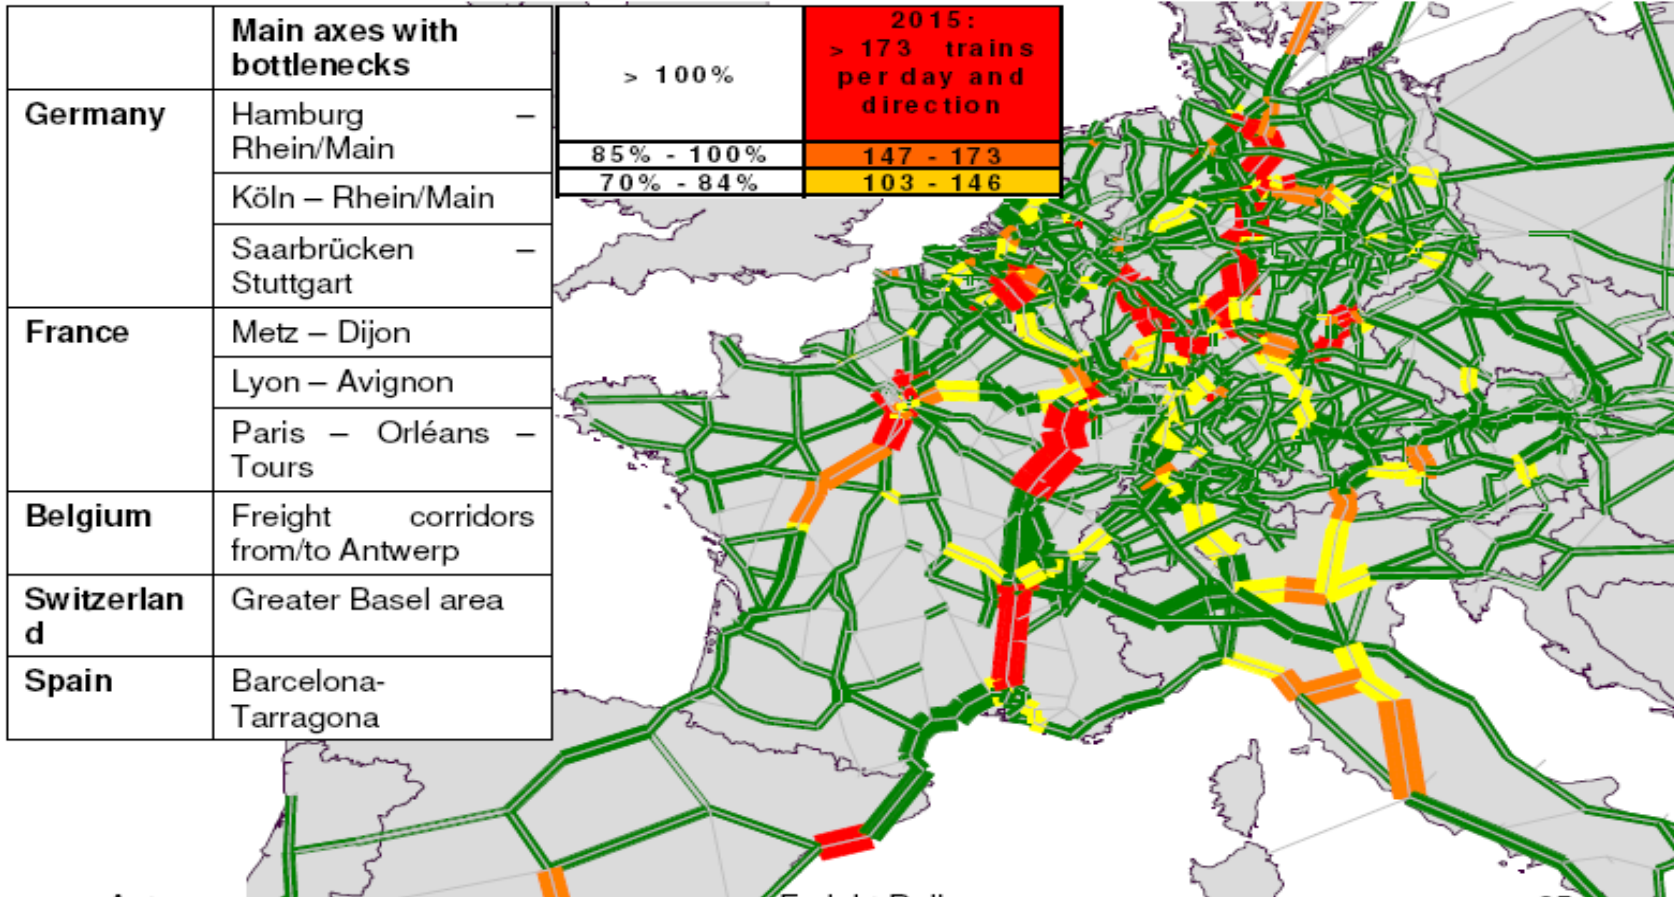 Main axes with
bottlenecks
Germany
Hamburg –
Rhein/Main
Köln – Rhein/Main
Saarbrücken –
Stuttgart
France
Metz – Dijon
Lyon – Avignon
Paris – Orléans –
Tours
Belgium
Freight corridors
from/to Antwerp
Switzerlan
d
Greater Basel area
Spain
Barcelona-
Tarragona
> 100%
2015:
> 173 trains
per day and
direction
85% - 100%
147 - 173
70% - 84%
103 - 146